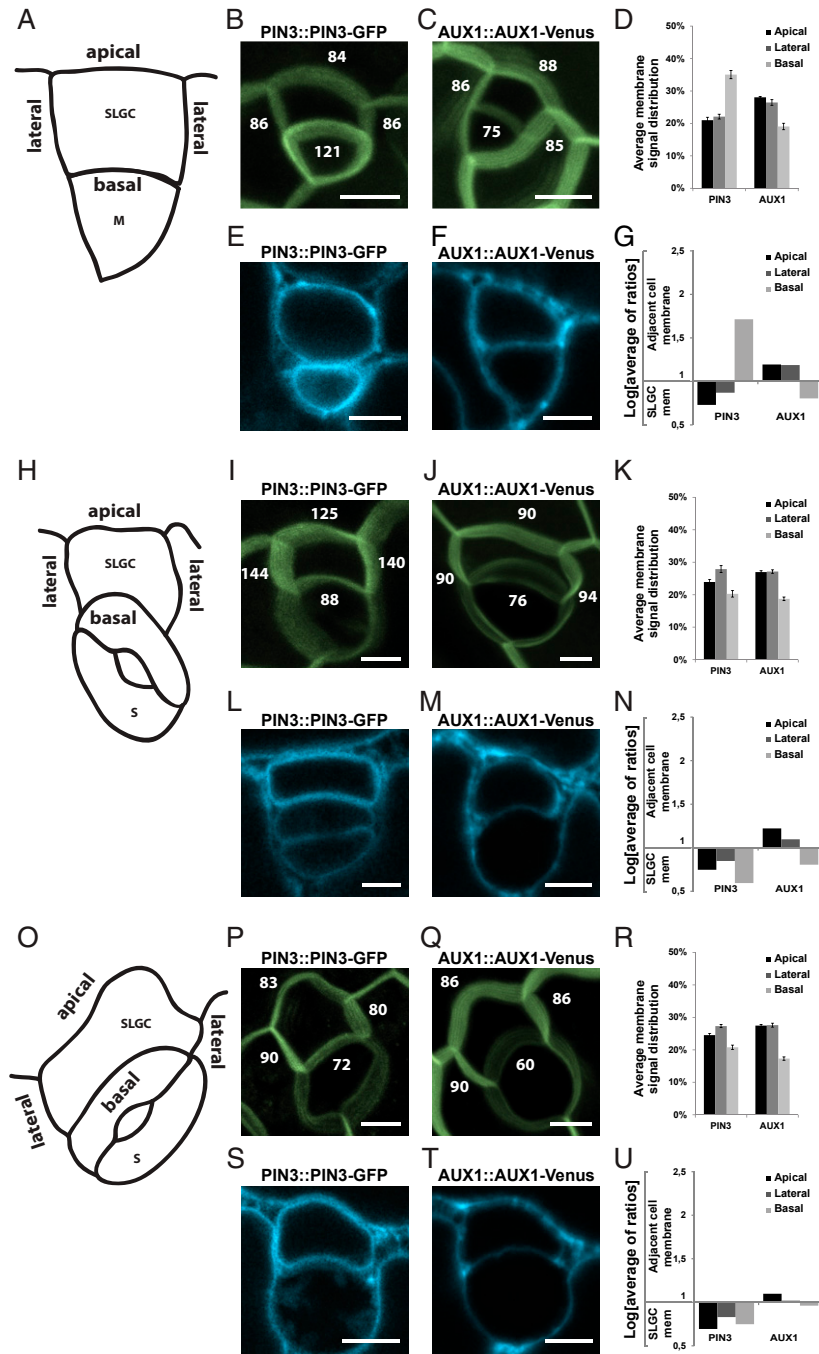 A
apical
lateral
SLGC
lateral
basal
M
B
PIN3::PIN3-GFP
84
86
86
121
C
AUX1::AUX1-Venus
88
86
75
85
D
Average membrane
signal distribution
50%
40%
30%
20%
10%
0%
Apical
Lateral
Basal
PIN3
AUX1
E
PIN3::PIN3-GFP
F
AUX1::AUX1-Venus
G
Log[average of ratios]
Adjacent cell
membrane
SLGC
mem
2,5
2
1,5
1
0,5
Apical
Lateral
Basal
PIN3
AUX1
H
apical
lateral
SLGC
lateral
basal
S
I
PIN3::PIN3-GFP
125
144
140
88
J
AUX1::AUX1-Venus
90
90
94
76
K
Average membrane
signal distribution
50%
40%
30%
20%
10%
0%
Apical
Lateral
Basal
PIN3
AUX1
L
PIN3::PIN3-GFP
M
AUX1::AUX1-Venus
N
Log[average of ratios]
Adjacent cell
membrane
SLGC
mem
2,5
2
1,5
1
0,5
Apical
Lateral
Basal
PIN3
AUX1
O
apical
SLGC
lateral
basal
lateral
S
P
PIN3::PIN3-GFP
83
80
90
72
Q
AUX1::AUX1-Venus
86
86
90
60
R
Average membrane
signal distribution
50%
40%
30%
20%
10%
0%
Apical
Lateral
Basal
PIN3
AUX1
S
PIN3::PIN3-GFP
T
AUX1::AUX1-Venus
U
Log[average of ratios]
Adjacent cell
membrane
SLGC
mem
2,5
2
1,5
1
0,5
Apical
Lateral
Basal
PIN3
AUX1